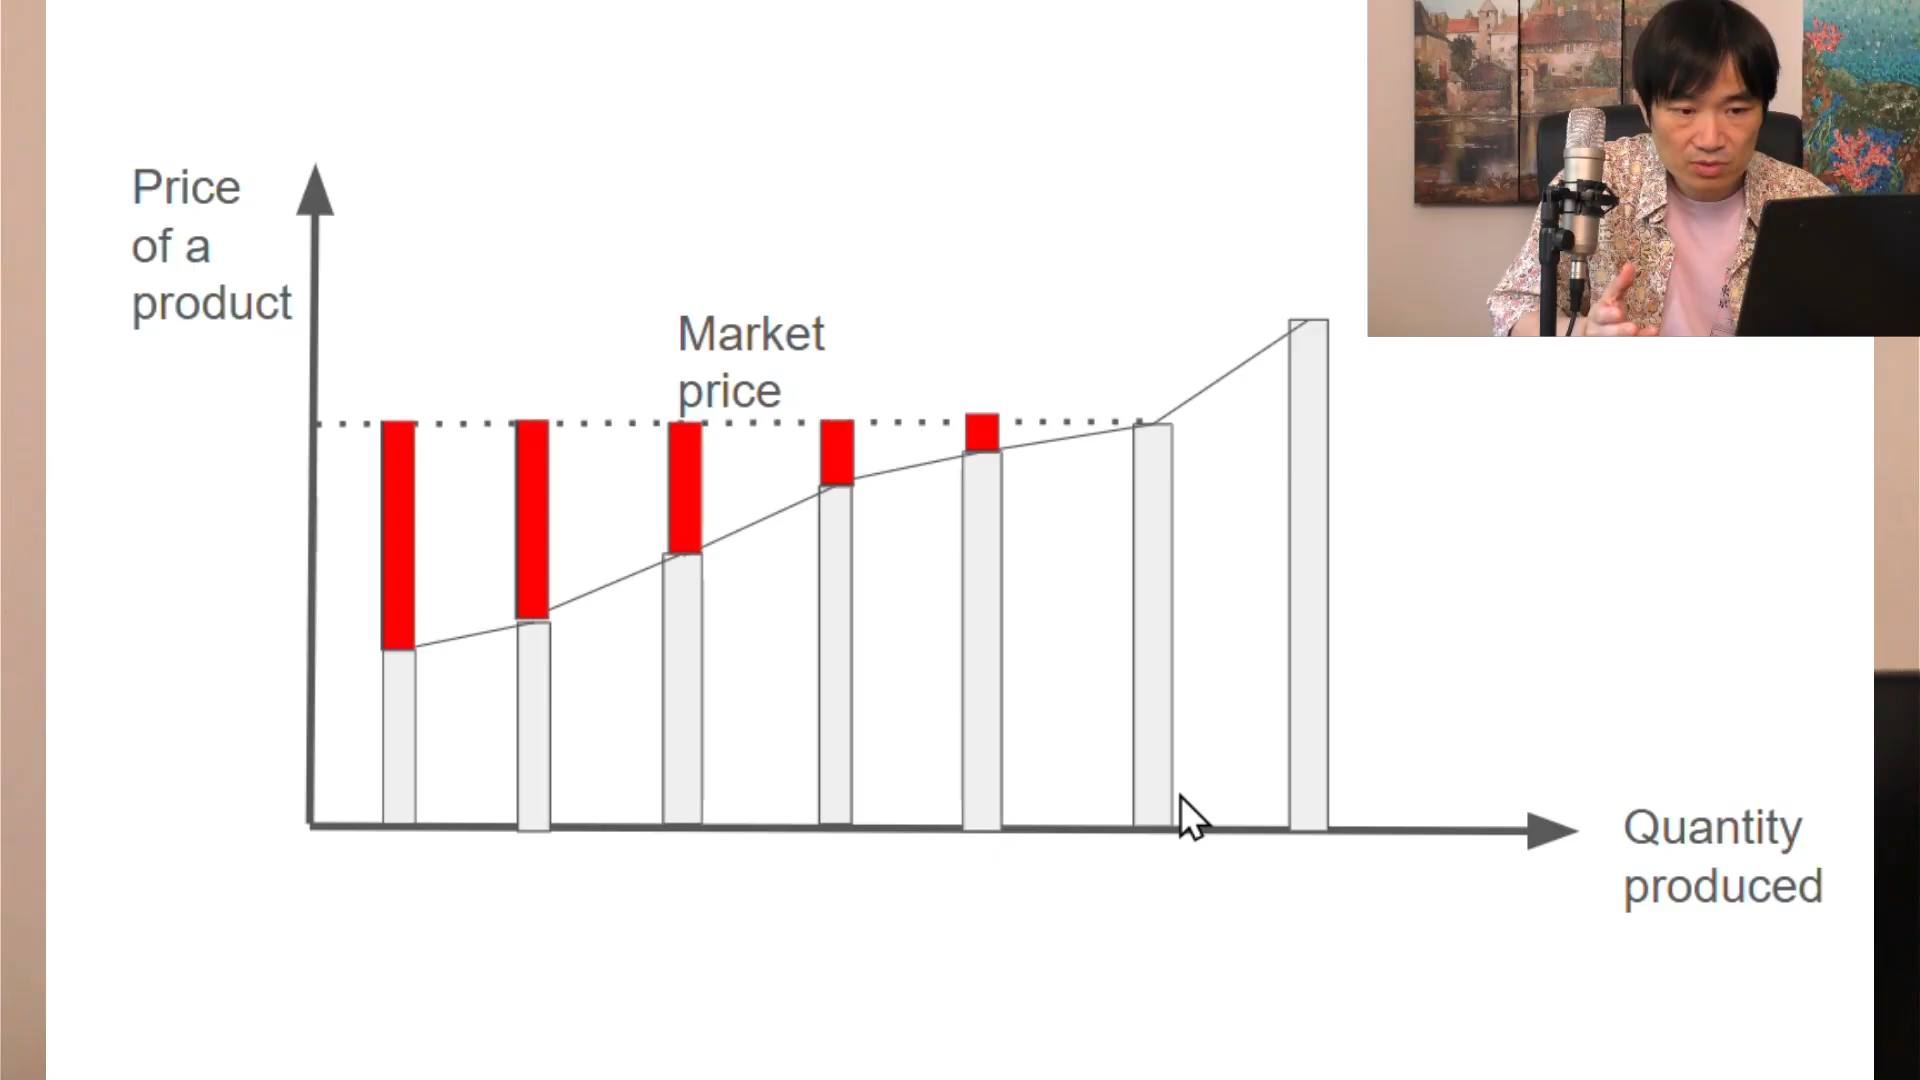 Price
of a
product
Market
price
Quantity
produced